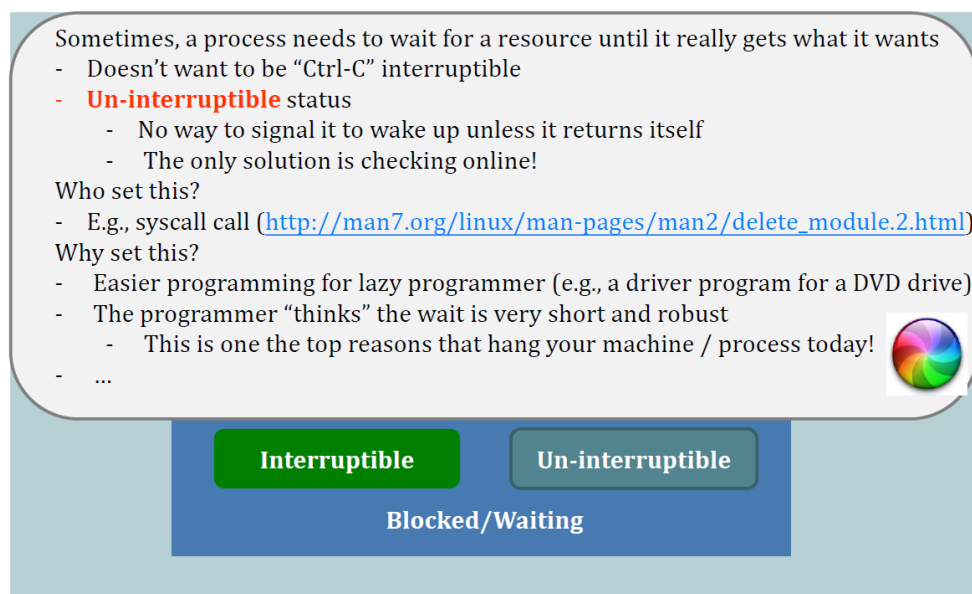 Sometimes, a process needs to wait for a resource until it really gets what it wants
- Doesn’t want to be “Ctrl-C” interruptible
- Un-interruptible status
- No way to signal it to wake up unless it returns itself
- The only solution is checking online!
Who set this?
- E.g., syscall call (http://man7.org/linux/man-pages/man2/delete_module.2.html)
Why set this?
- Easier programming for lazy programmer (e.g., a driver program for a DVD drive)
- The programmer “thinks” the wait is very short and robust
- This is one the top reasons that hang your machine / process today!
- ...
Interruptible Un-interruptible
Blocked/Waiting